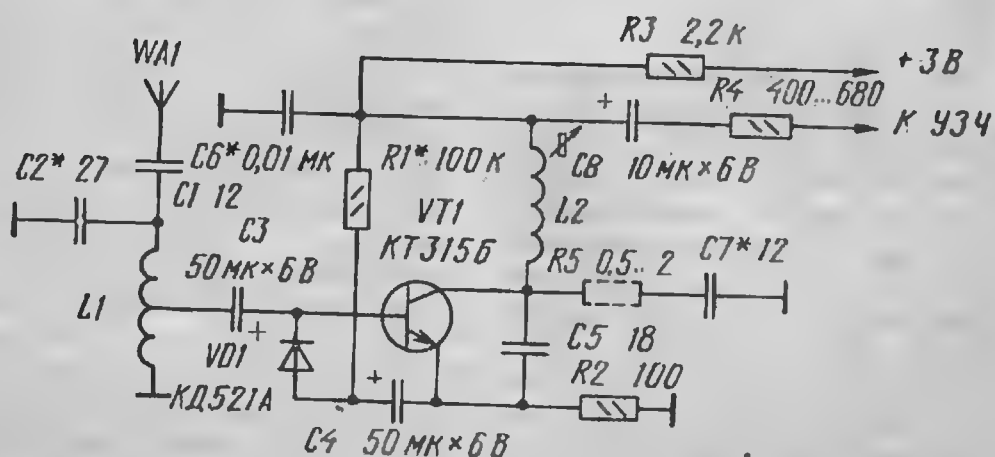 WA1
R3 2,2 к
+3В
R4 400...680
К УЗЧ
C2* 27
C6* 0,01 мк
C1 12
R1* 100 к
C8 10 мк × 6 В
C3
50 мк × 6 В
VT1
КТ315Б
L2
L1
R5 0,5.. 2
C7* 12
VD1
КД521А
C5 18
R2 100
C4 50 мк × 6 В
+
+
+